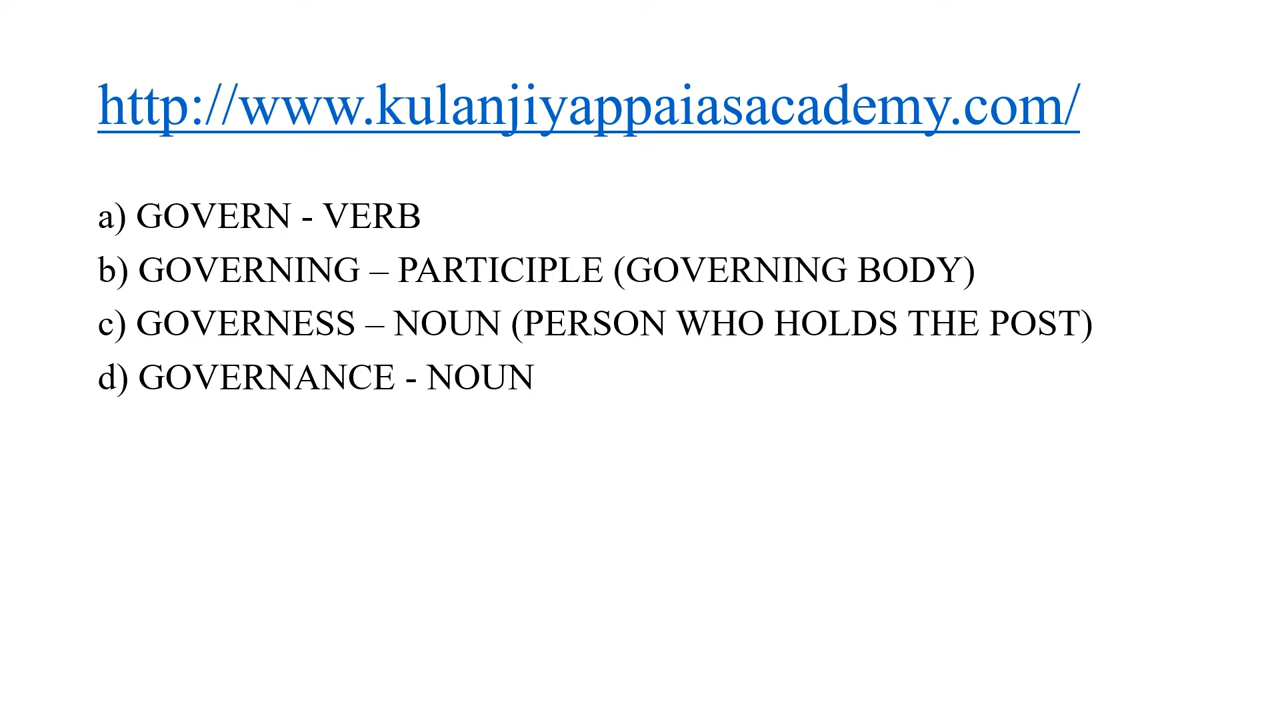 http://www.kulanjiyappaiasacademy.com/
a) GOVERN - VERB
b) GOVERNING – PARTICIPLE (GOVERNING BODY)
c) GOVERNESS – NOUN (PERSON WHO HOLDS THE POST)
d) GOVERNANCE - NOUN